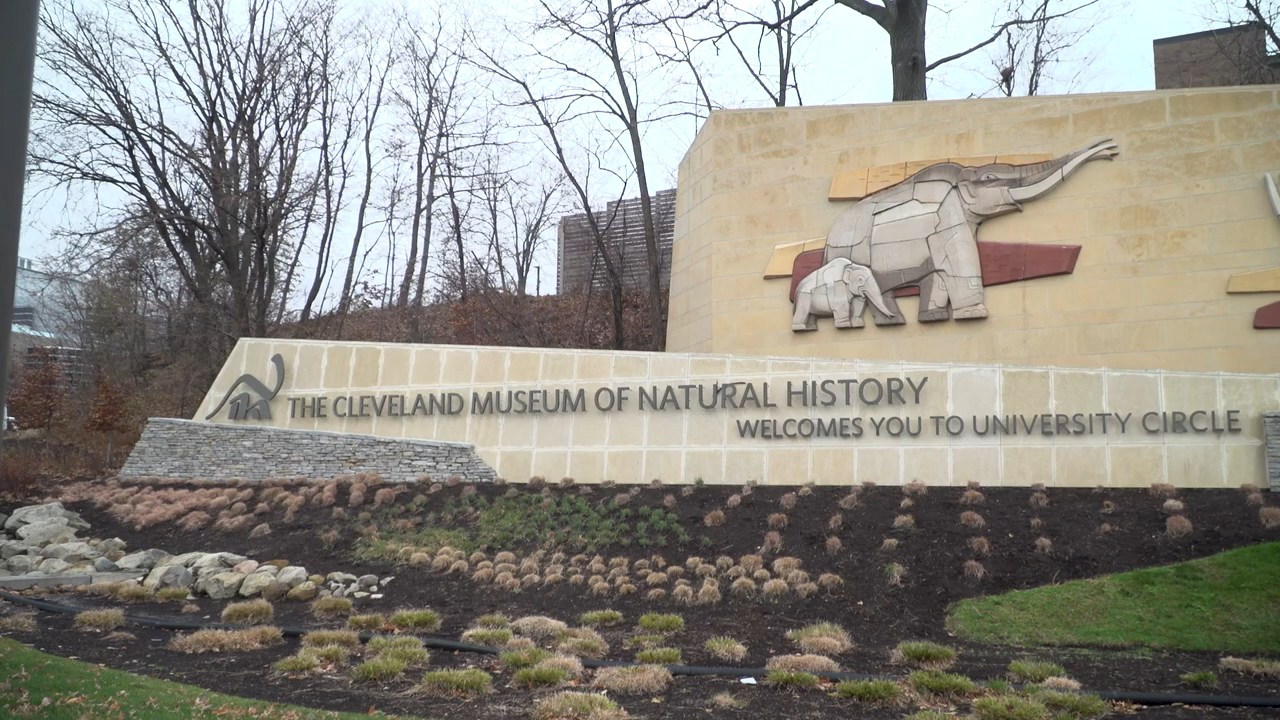 THE CLEVELAND MUSEUM OF NATURAL HISTORY
WELCOMES YOU TO UNIVERSITY CIRCLE